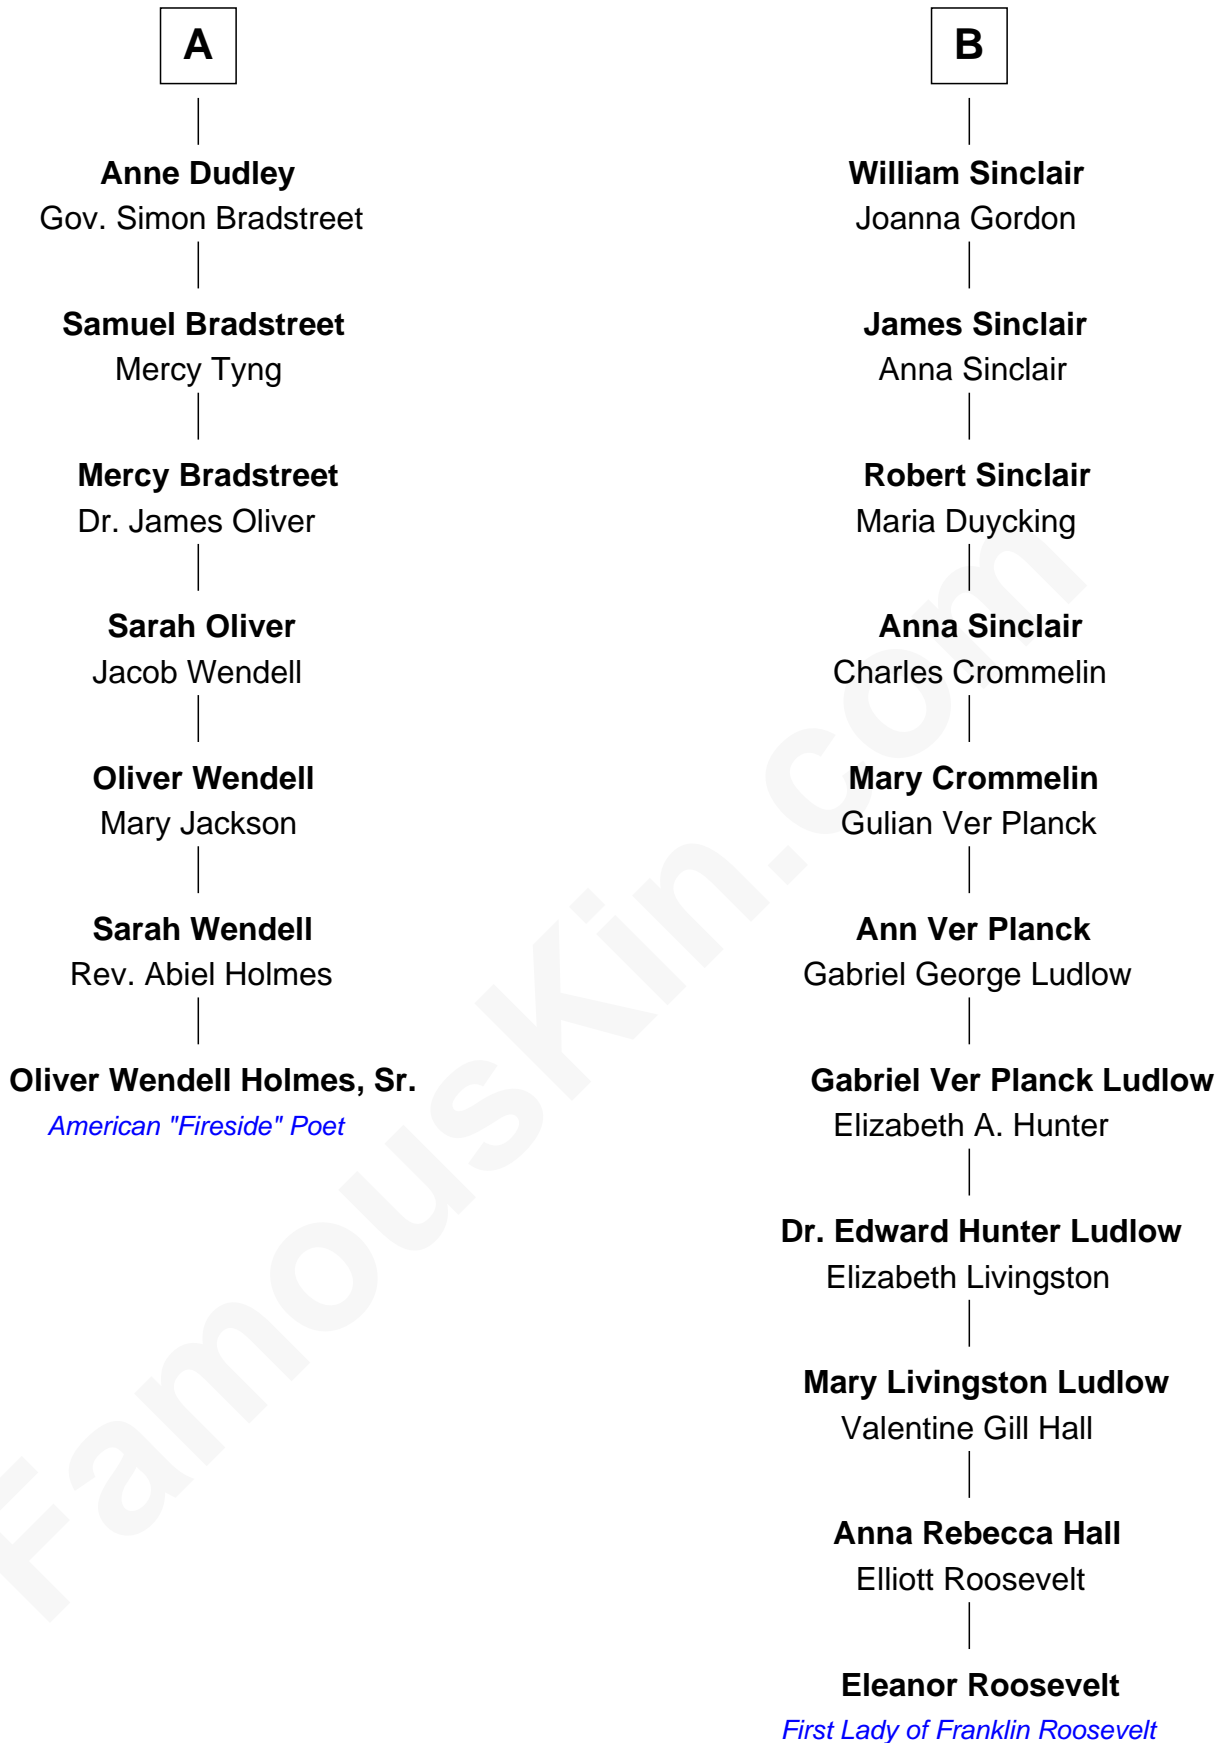 A
Anne Dudley
Gov. Simon Bradstreet
Samuel Bradstreet
Mercy Tyng
Mercy Bradstreet
Dr. James Oliver
Sarah Oliver
Jacob Wendell
Oliver Wendell
Mary Jackson
Sarah Wendell
Rev. Abiel Holmes
Oliver Wendell Holmes, Sr.
American "Fireside" Poet
B
William Sinclair
Joanna Gordon
James Sinclair
Anna Sinclair
Robert Sinclair
Maria Duycking
Anna Sinclair
Charles Crommelin
Mary Crommelin
Gulian Ver Planck
Ann Ver Planck
Gabriel George Ludlow
Gabriel Ver Planck Ludlow
Elizabeth A. Hunter
Dr. Edward Hunter Ludlow
Elizabeth Livingston
Mary Livingston Ludlow
Valentine Gill Hall
Anna Rebecca Hall
Elliott Roosevelt
Eleanor Roosevelt
First Lady of Franklin Roosevelt
FamousKin.com